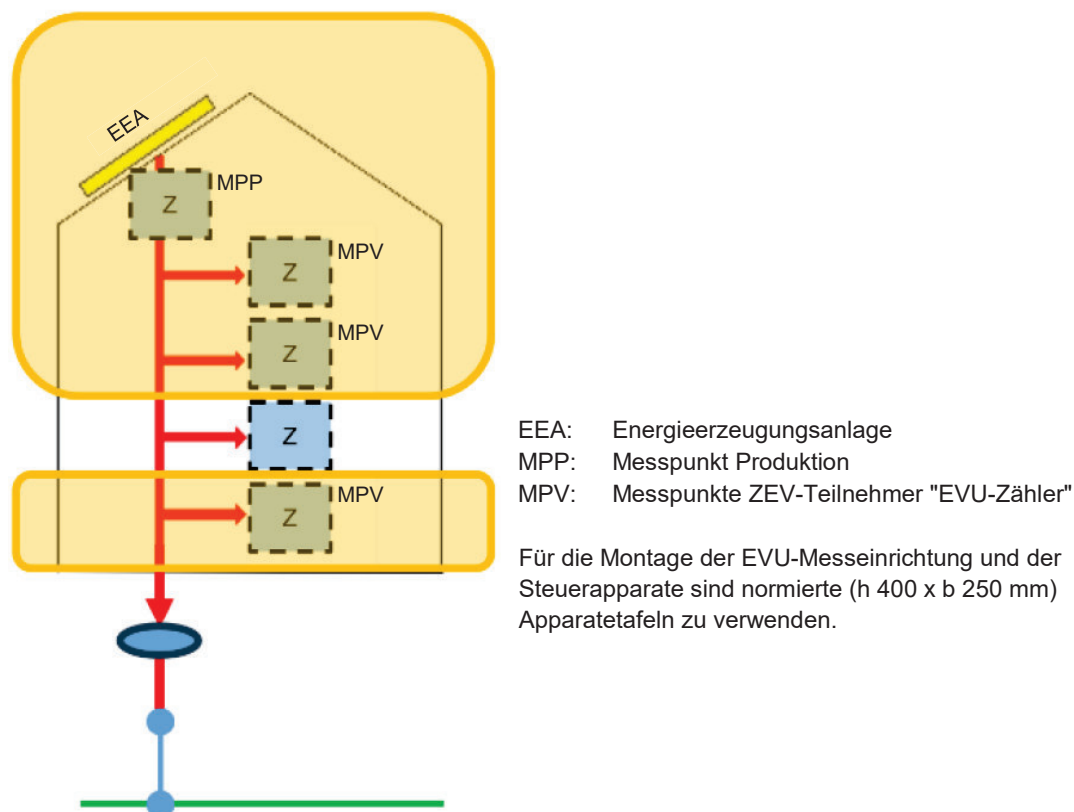 EEA
Z
MPP
Z
MPV
Z
MPV
Z
Z
MPV
EEA: Energieerzeugungsanlage
MPP: Messpunkt Produktion
MPV: Messpunkte ZEV-Teilnehmer "EVU-Zähler"
Für die Montage der EVU-Messeinrichtung und der
Steuerapparate sind normierte (h 400 x b 250 mm)
Apparatetafeln zu verwenden.